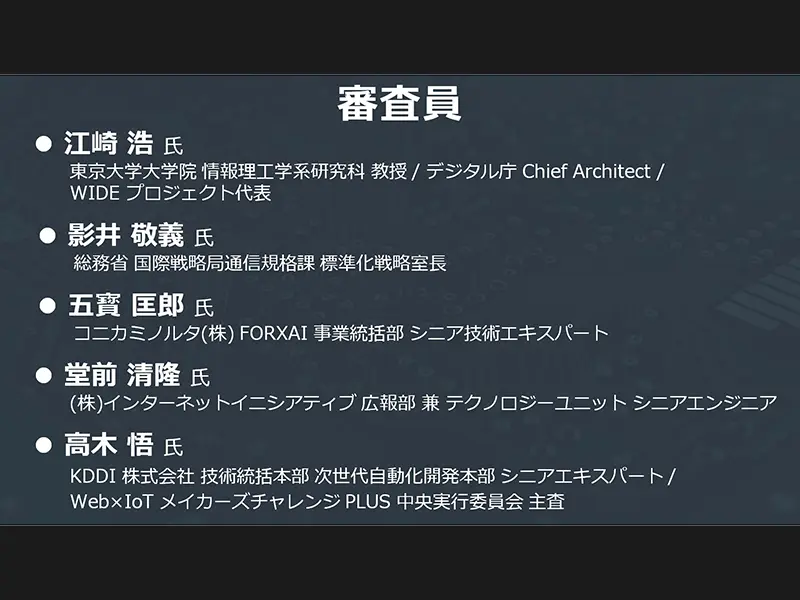 審査員
● 江崎 浩 氏
東京大学大学院 情報理工学系研究科 教授 / デジタル庁 Chief Architect /
WIDE プロジェクト代表
● 影井 敬義 氏
総務省 国際戦略局通信規格課 標準化戦略室長
● 五寳 匡郎 氏
コニカミノルタ(株) FORXAI 事業統括部 シニア技術エキスパート
● 堂前 清隆 氏
(株)インターネットイニシアティブ 広報部 兼 テクノロジーユニット シニアエンジニア
● 高木 悟 氏
KDDI 株式会社 技術統括本部 次世代自動化開発本部 シニアエキスパート /
Web×IoT メイカーズチャレンジ PLUS 中央実行委員会 主査